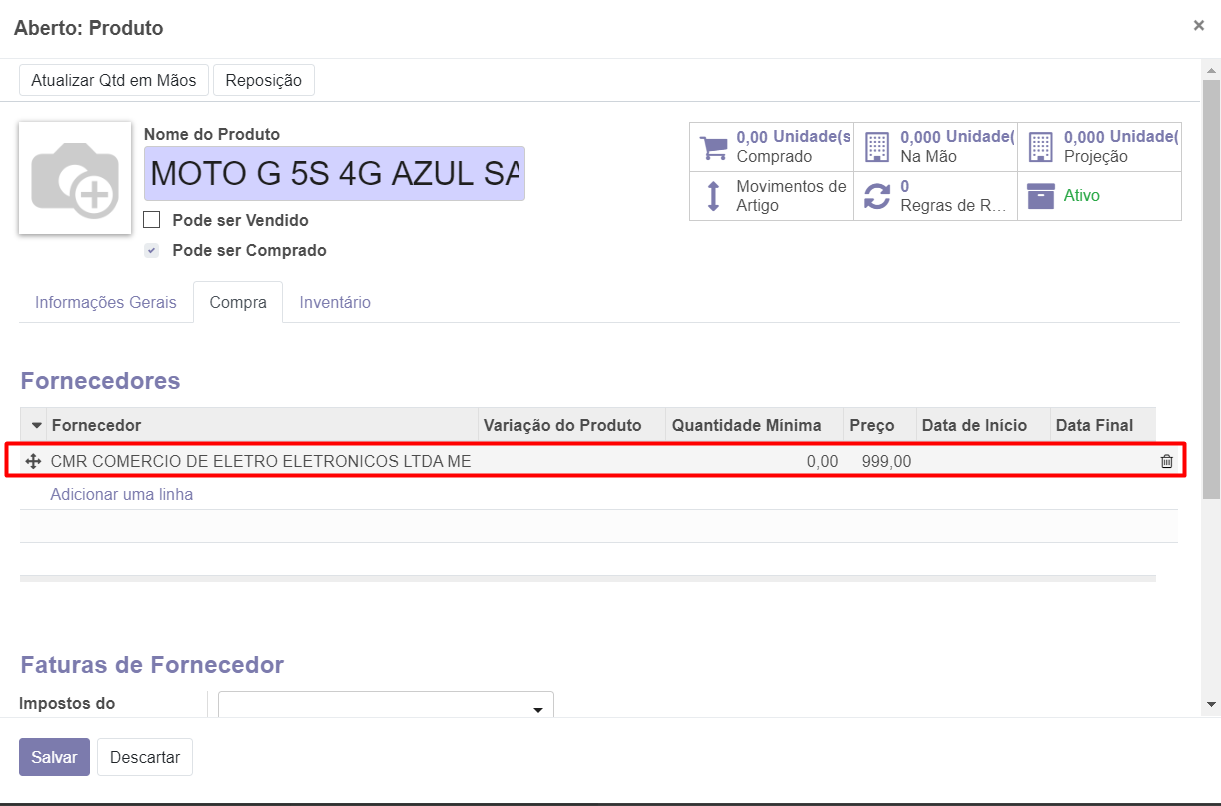 Aberto: Produto
×
Atualizar Qtd em Mãos
Reposição
Nome do Produto
MOTO G 5S 4G AZUL SA
Pode ser Vendido
Pode ser Comprado
0,00 Unidade(s
Comprado
0,000 Unidade(
Na Mão
0,000 Unidade(
Projeção
Movimentos de
Artigo
0
Regras de R...
Ativo
Informações Gerais
Compra
Inventário
Fornecedores
Fornecedor Variação do Produto Quantidade Mínima Preço Data de Início Data Final
CMR COMERCIO DE ELETRO ELETRONICOS LTDA ME 0,00 999,00
Adicionar uma linha
Faturas de Fornecedor
Impostos do
Salvar
Descartar